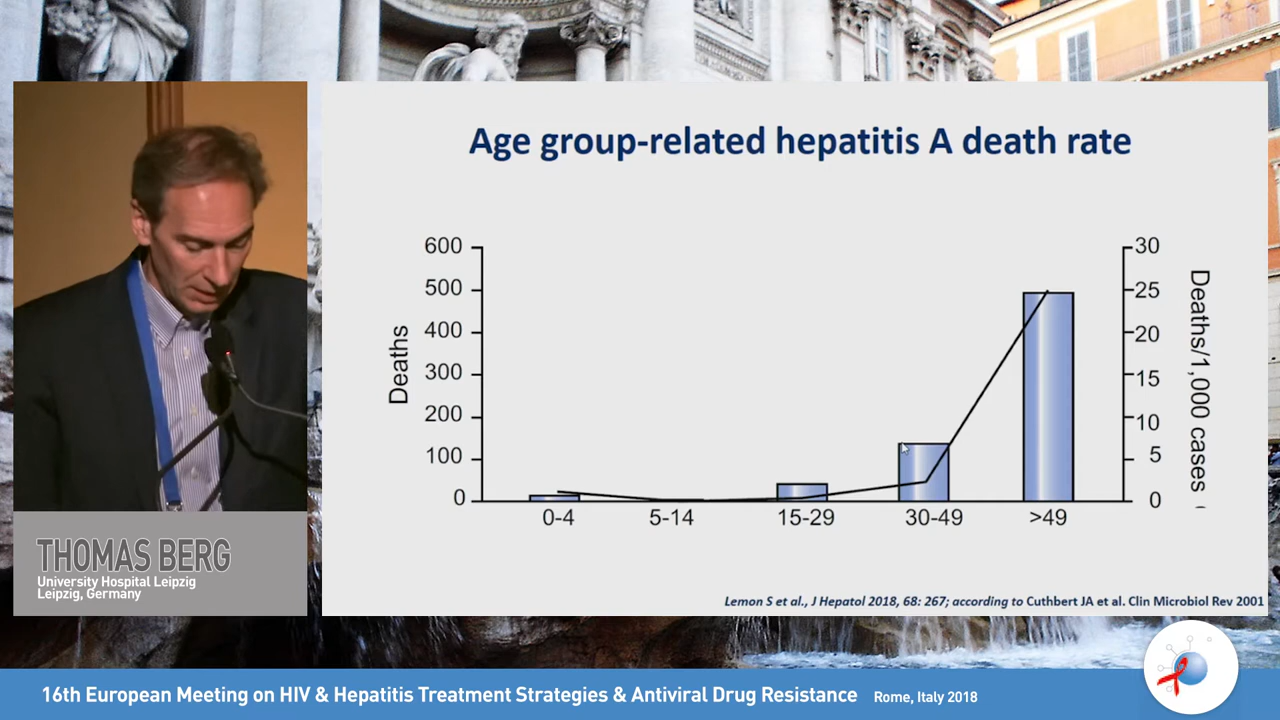 Age group-related hepatitis A death rate
600
500
400
300
200
100
0
Deaths
30
25
20
15
10
5
0
Deaths/1,000 cases (
0-4
5-14
15-29
30-49
>49
Lemon S et al., J Hepatol 2018, 68: 267; according to Cuthbert JA et al. Clin Microbiol Rev 2001
THOMAS BERG
University Hospital Leipzig
Leipzig, Germany
16th European Meeting on HIV & Hepatitis Treatment Strategies & Antiviral Drug Resistance Rome, Italy 2018